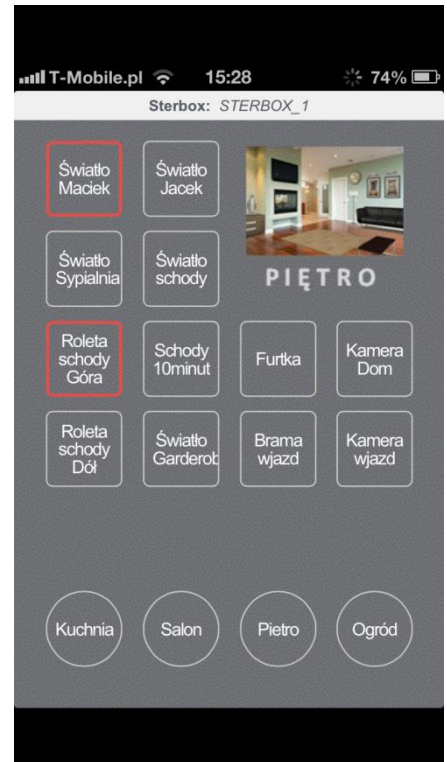 T-Mobile.pl 15:28 74%
Sterbox: STERBOX_1
Światło
Maciek
Światło
Jacek
Światło
Sypialnia
Światło
schody
PIĘTRO
Roleta
schody
Góra
Schody
10minut
Furtka
Kamera
Dom
Roleta
schody
Dół
Światło
Garderob
Brama
wjazd
Kamera
wjazd
Kuchnia
Salon
Pietro
Ogród